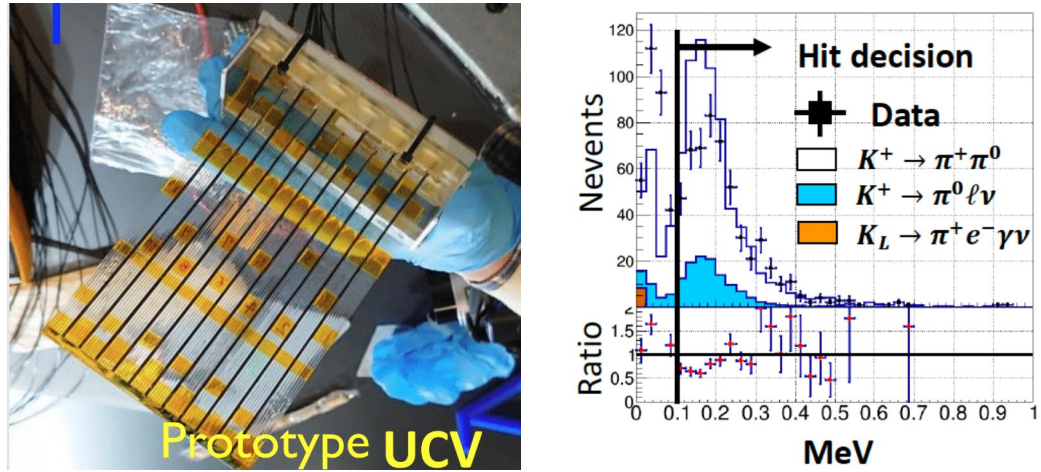 Prototype UCV
120
100
80
60
40
20
Nevents
Hit decision
Data
K⁺ → π⁺π⁰
K⁺ → π⁰ℓν
K_L → π⁺e⁻γν
2
1.5
1
0.5
0
Ratio
0 0.1 0.2 0.3 0.4 0.5 0.6 0.7 0.8 0.9 1
MeV